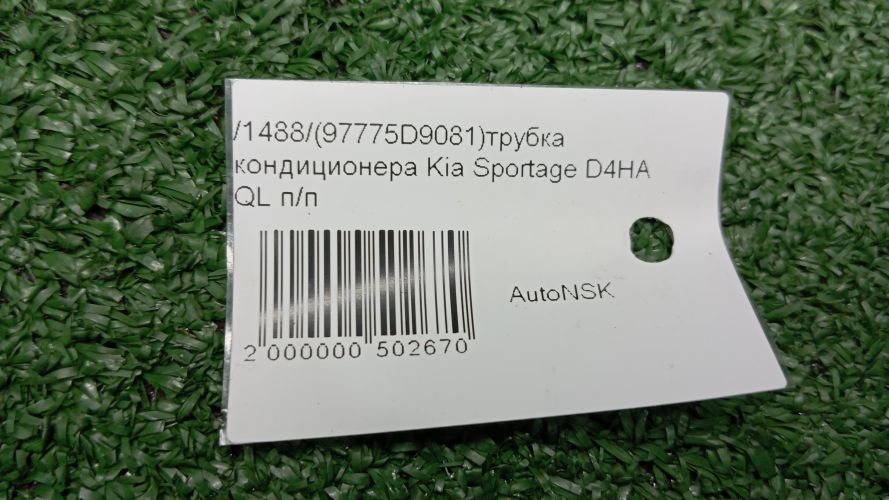 /1488/(97775D9081)трубка
кондиционера Kia Sportage D4HA
QL п/п
AutoNSK
2 000000 502670